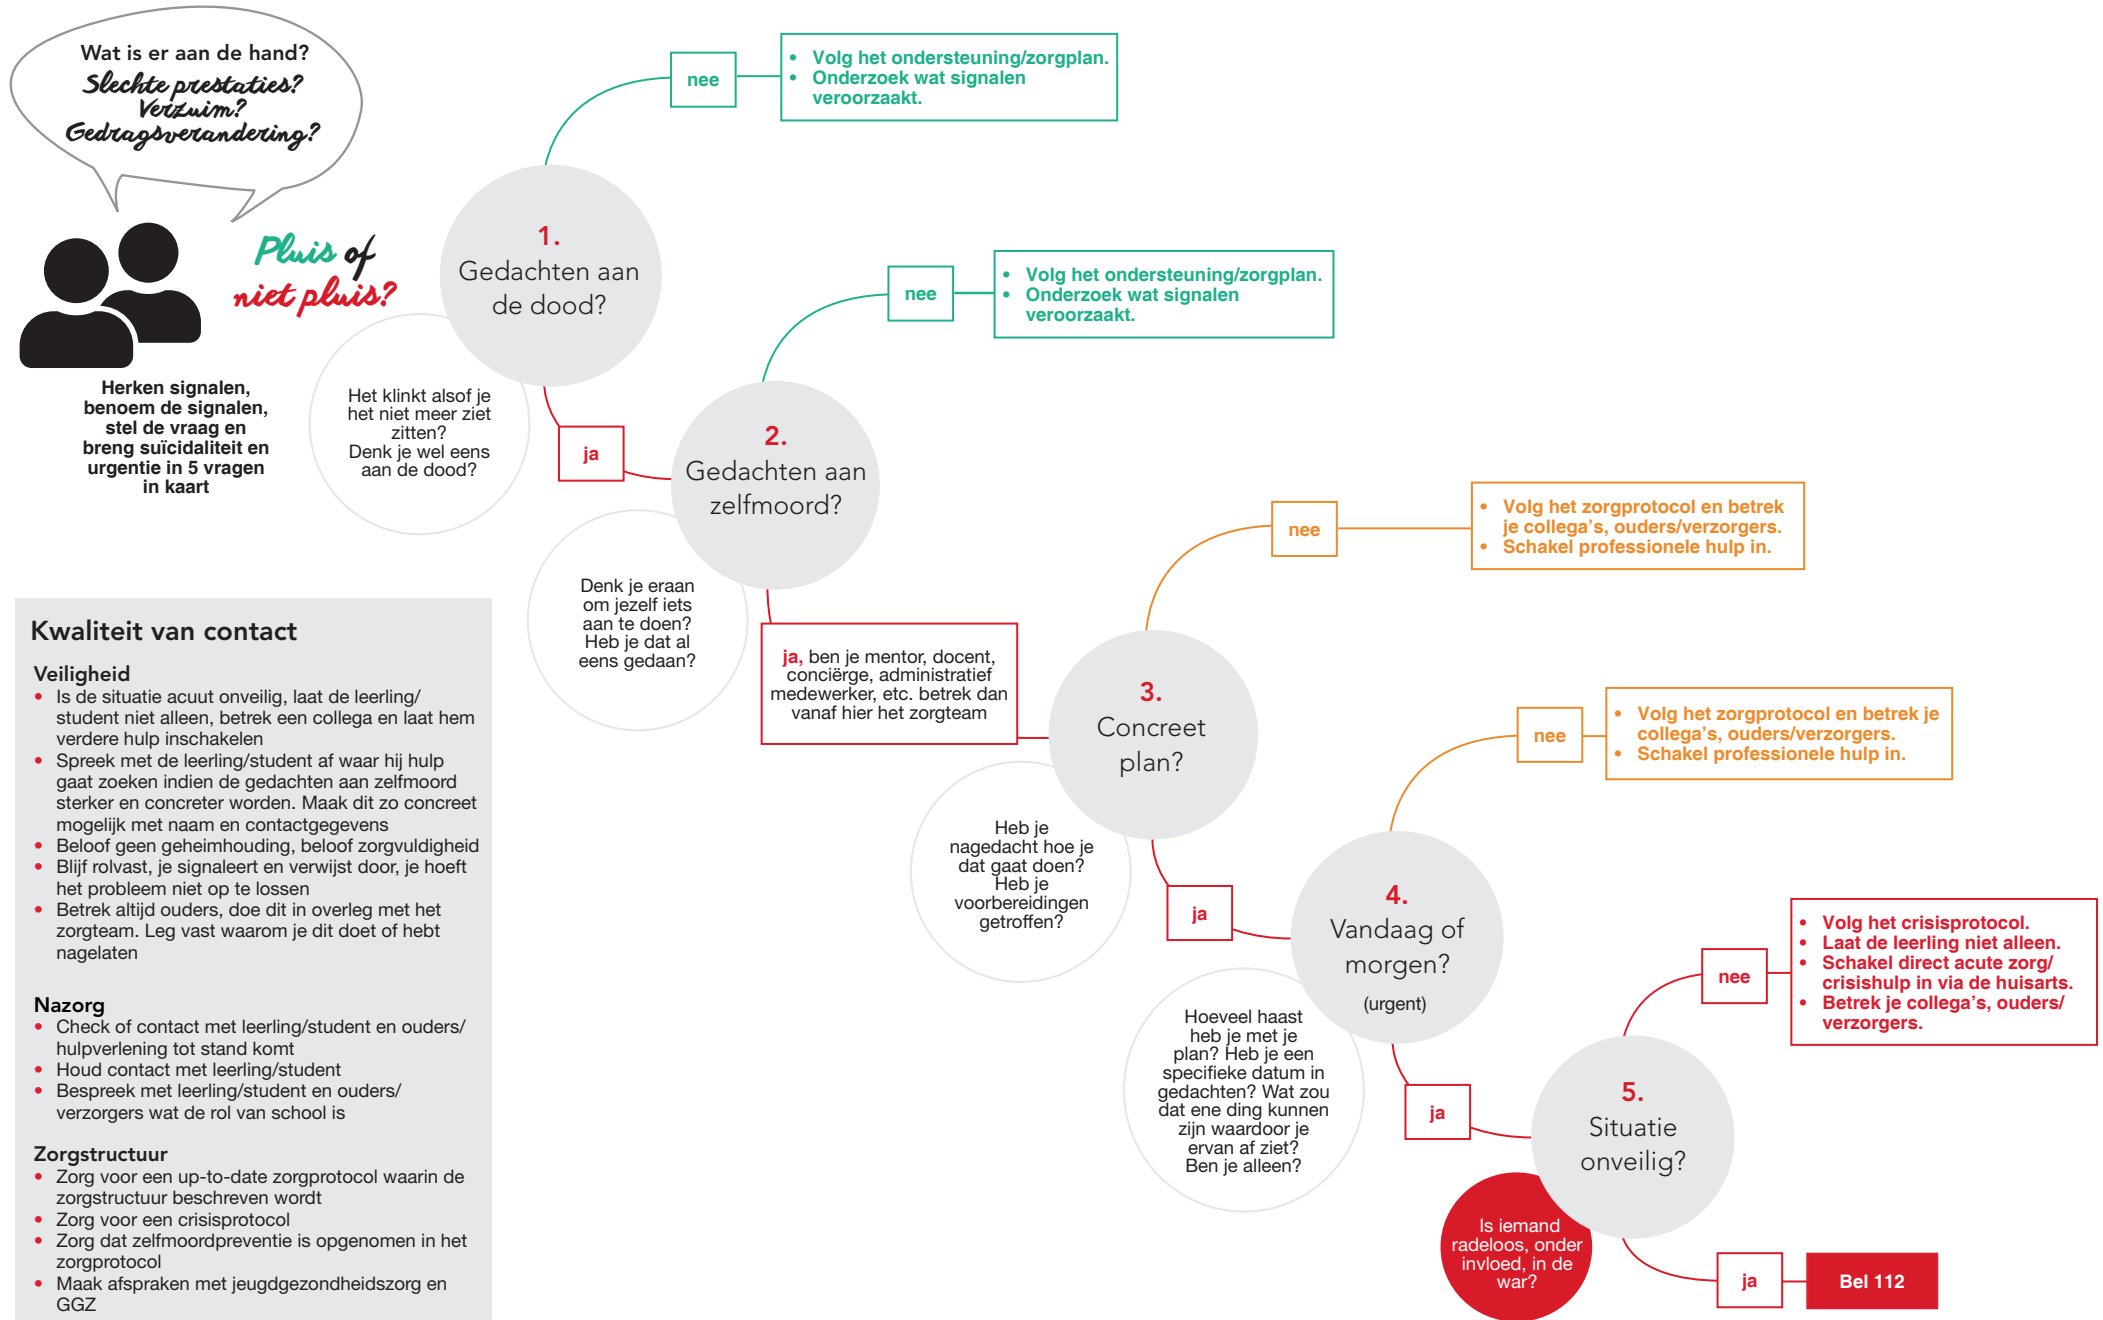 Wat is er aan de hand?
Slechte prestaties?
Verzuim?
Gedragsverandering?
Pluis of
niet pluis?
Herken signalen,
benoem de signalen,
stel de vraag en
breng suïcidaliteit en
urgentie in 5 vragen
in kaart
1.
Gedachten aan
de dood?
Het klinkt alsof je
het niet meer ziet
zitten?
Denk je wel eens
aan de dood?
nee
• Volg het ondersteuning/zorgplan.
• Onderzoek wat signalen
veroorzaakt.
ja
2.
Gedachten aan
zelfmoord?
Denk je eraan
om jezelf iets
aan te doen?
Heb je dat al
eens gedaan?
nee
• Volg het ondersteuning/zorgplan.
• Onderzoek wat signalen
veroorzaakt.
ja, ben je mentor, docent,
conciërge, administratief
medewerker, etc. betrek dan
vanaf hier het zorgteam
3.
Concreet
plan?
Heb je
nagedacht hoe je
dat gaat doen?
Heb je
voorbereidingen
getroffen?
nee
• Volg het zorgprotocol en betrek
je collega's, ouders/verzorgers.
• Schakel professionele hulp in.
ja
4.
Vandaag of
morgen?
(urgent)
Hoeveel haast
heb je met je
plan? Heb je een
specifieke datum in
gedachten? Wat zou
dat ene ding kunnen
zijn waardoor je
ervan af ziet?
Ben je alleen?
nee
• Volg het zorgprotocol en betrek je
collega's, ouders/verzorgers.
• Schakel professionele hulp in.
ja
5.
Situatie
onveilig?
Is iemand
radeloos, onder
invloed, in de
war?
nee
• Volg het crisisprotocol.
• Laat de leerling niet alleen.
• Schakel direct acute zorg/
crisishulp in via de huisarts.
• Betrek je collega's, ouders/
verzorgers.
ja
Bel 112
Kwaliteit van contact
Veiligheid
• Is de situatie acuut onveilig, laat de leerling/
student niet alleen, betrek een collega en laat hem
verdere hulp inschakelen
• Spreek met de leerling/student af waar hij hulp
gaat zoeken indien de gedachten aan zelfmoord
sterker en concreter worden. Maak dit zo concreet
mogelijk met naam en contactgegevens
• Beloof geen geheimhouding, beloof zorgvuldigheid
• Blijf rolvast, je signaleert en verwijst door, je hoeft
het probleem niet op te lossen
• Betrek altijd ouders, doe dit in overleg met het
zorgteam. Leg vast waarom je dit doet of hebt
nagelaten
Nazorg
• Check of contact met leerling/student en ouders/
hulpverlening tot stand komt
• Houd contact met leerling/student
• Bespreek met leerling/student en ouders/
verzorgers wat de rol van school is
Zorgstructuur
• Zorg voor een up-to-date zorgprotocol waarin de
zorgstructuur beschreven wordt
• Zorg voor een crisisprotocol
• Zorg dat zelfmoordpreventie is opgenomen in het
zorgprotocol
• Maak afspraken met jeugdgezondheidszorg en
GGZ